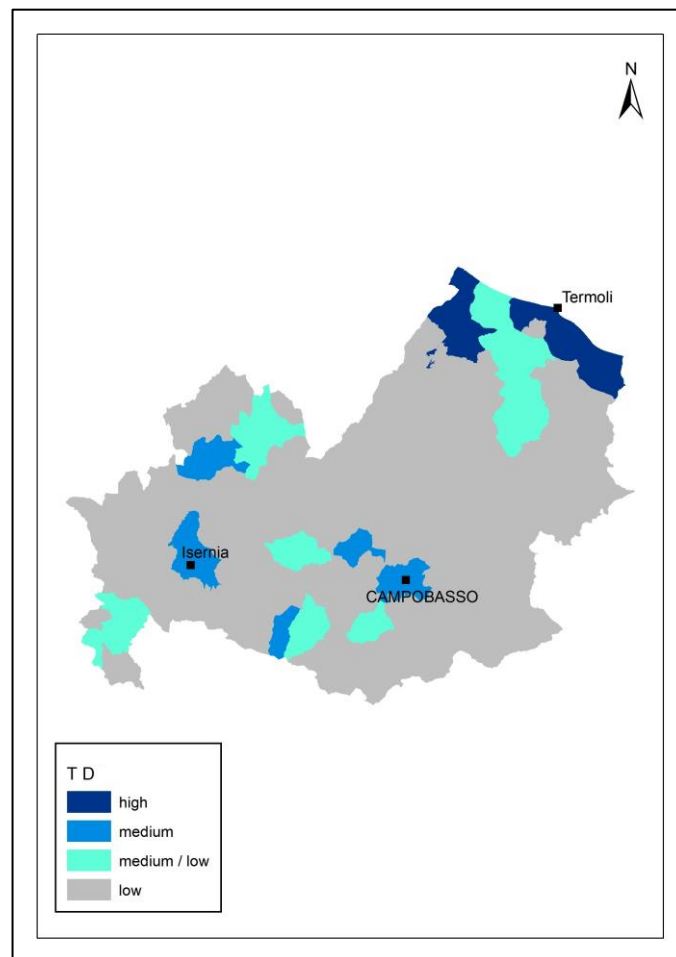 N
Termoli
Isernia
CAMPOBASSO
T D
high
medium
medium / low
low